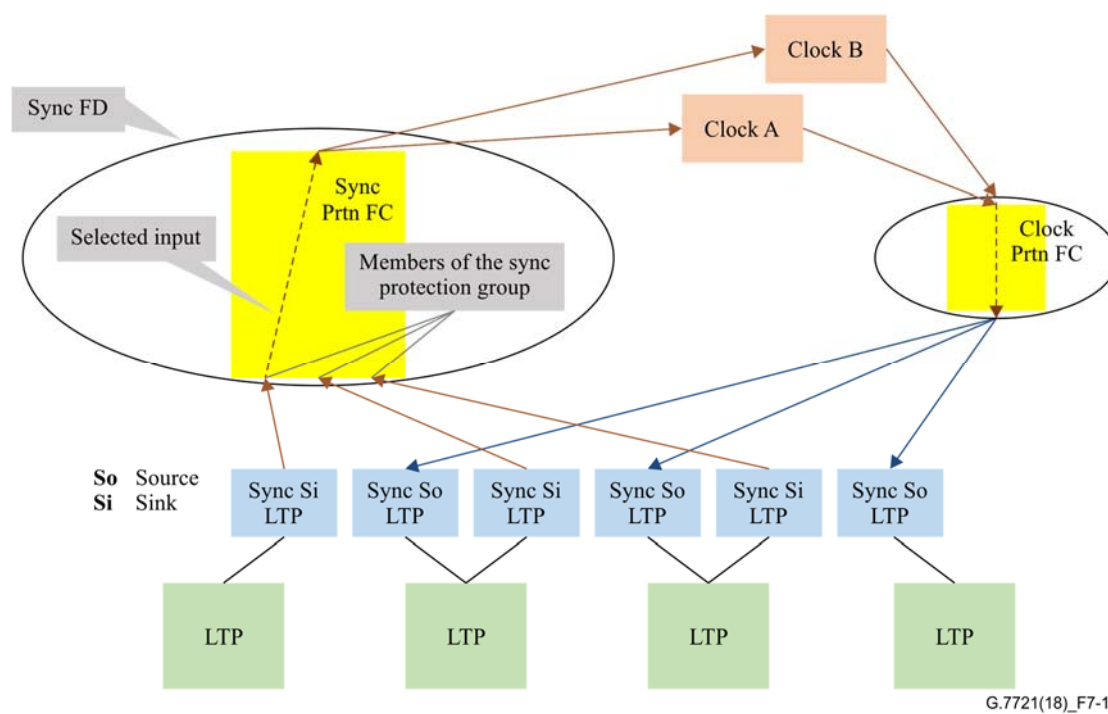 Clock B
Sync FD
Clock A
Sync
Prtn FC
Selected input
Members of the sync
protection group
Clock
Prtn FC
So Source
Si Sink
Sync Si
LTP
Sync So
LTP
Sync Si
LTP
Sync So
LTP
Sync Si
LTP
Sync So
LTP
LTP
LTP
LTP
LTP
G.7721(18)_F7-1